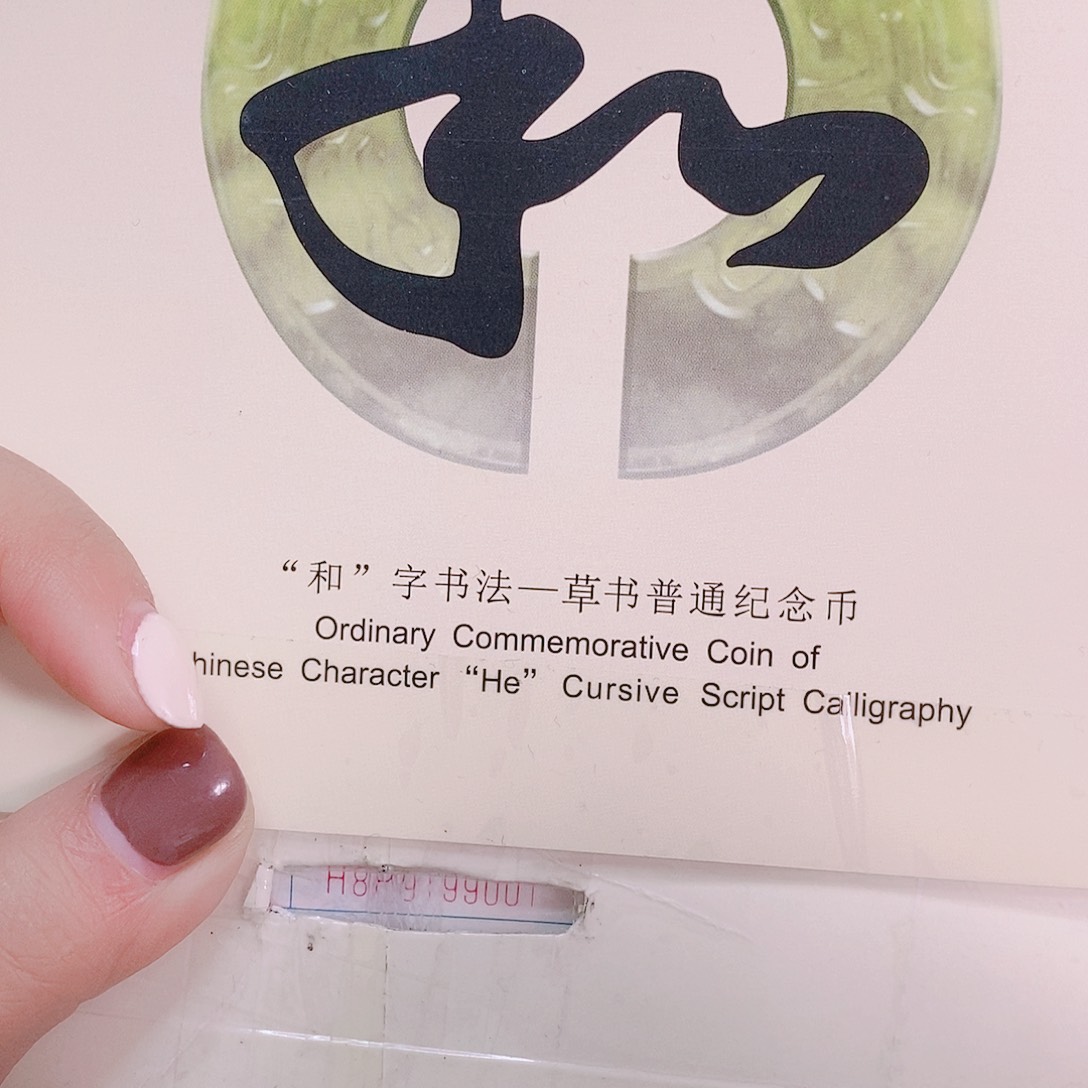 和
“和”字书法—草书普通纪念币
Ordinary Commemorative Coin of
hinese Character “He” Cursive Script Calligraphy